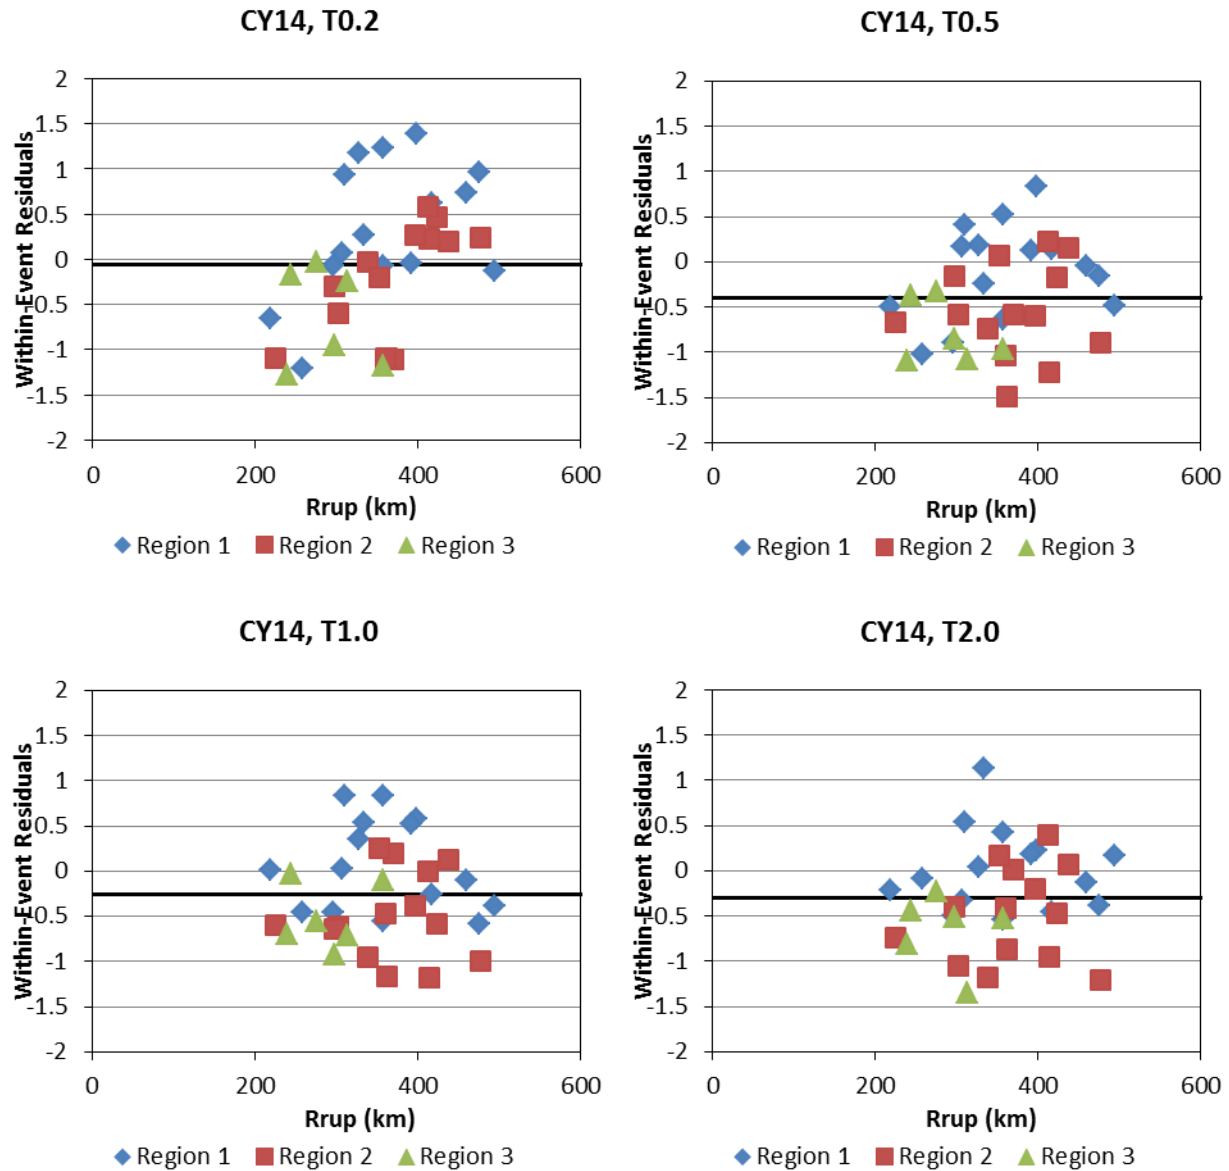 CY14, T0.2
Within-Event Residuals
2
1.5
1
0.5
0
-0.5
-1
-1.5
-2
0 200 400 600
Rrup (km)
Region 1 Region 2 Region 3
CY14, T0.5
Within-Event Residuals
2
1.5
1
0.5
0
-0.5
-1
-1.5
-2
0 200 400 600
Rrup (km)
Region 1 Region 2 Region 3
CY14, T1.0
Within-Event Residuals
2
1.5
1
0.5
0
-0.5
-1
-1.5
-2
0 200 400 600
Rrup (km)
Region 1 Region 2 Region 3
CY14, T2.0
Within-Event Residuals
2
1.5
1
0.5
0
-0.5
-1
-1.5
-2
0 200 400 600
Rrup (km)
Region 1 Region 2 Region 3